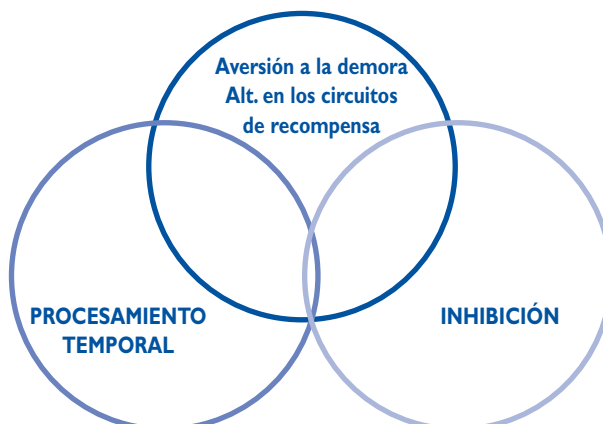 Aversión a la demora
Alt. en los circuitos
de recompensa
PROCESAMIENTO
TEMPORAL
INHIBICIÓN